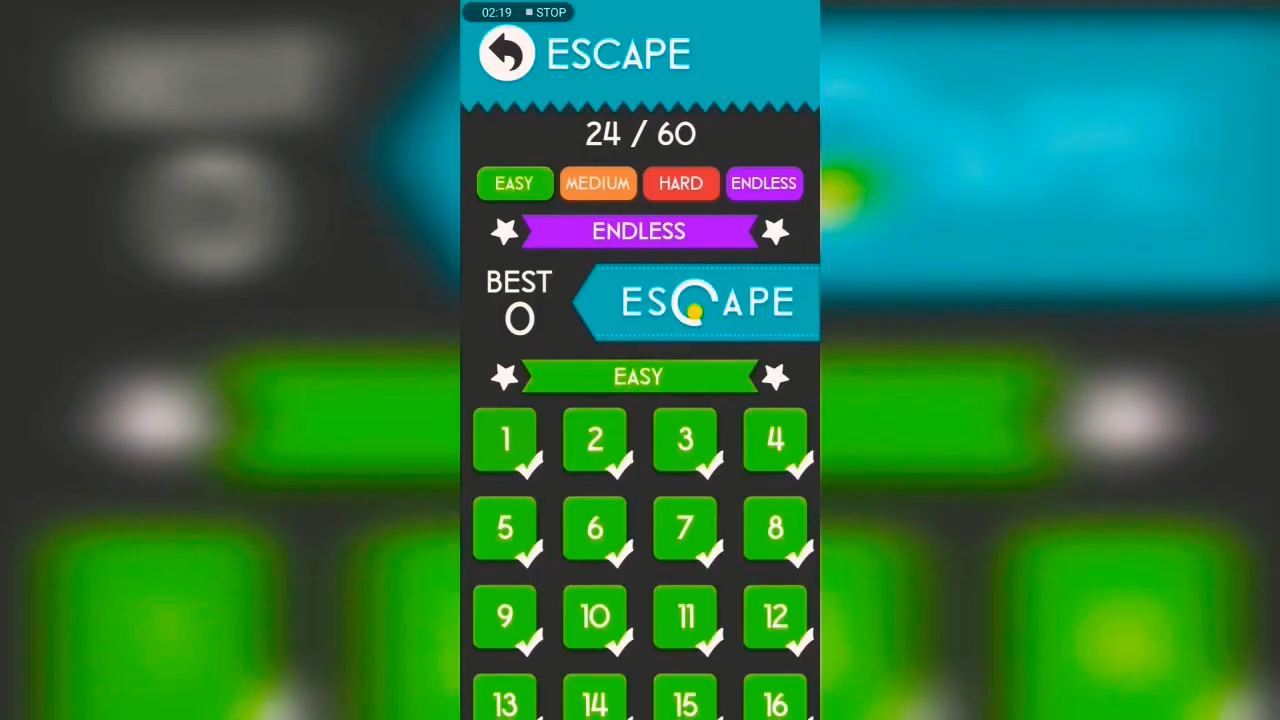 02:19 STOP
ESCAPE
24 / 60
EASY MEDIUM HARD ENDLESS
ENDLESS
BEST
0
ESCAPE
EASY
1 2 3 4
5 6 7 8
9 10 11 12
13 14 15 16